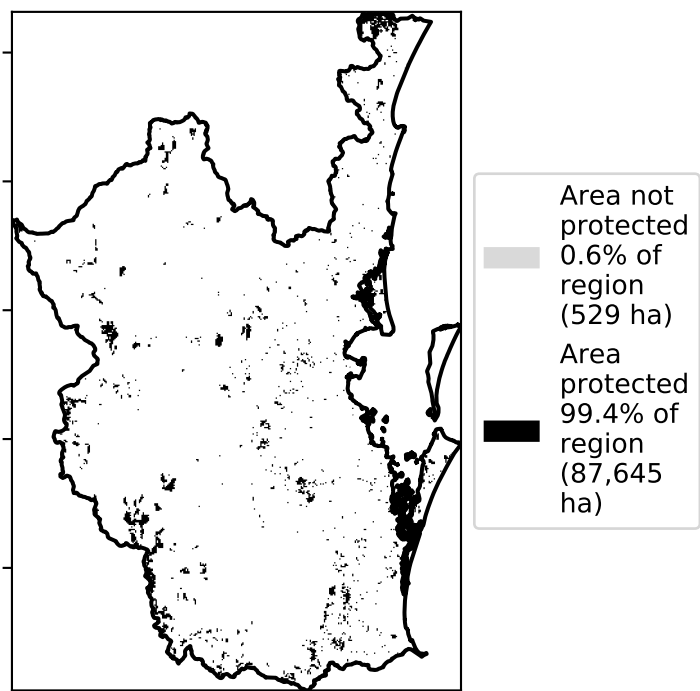 Area not
protected
0.6% of
region
(529 ha)
Area
protected
99.4% of
region
(87,645
ha)